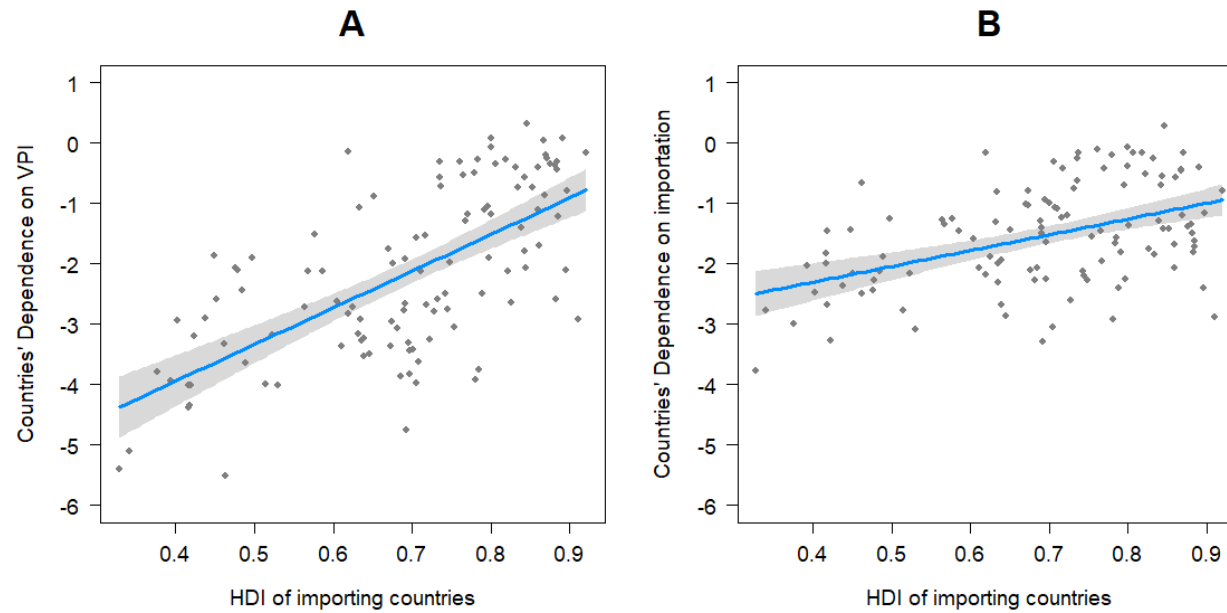 A
B
1
0
-1
-2
-3
-4
-5
-6
Countries' Dependence on VPI
0.4 0.5 0.6 0.7 0.8 0.9
HDI of importing countries
1
0
-1
-2
-3
-4
-5
-6
Countries' Dependence on importation
0.4 0.5 0.6 0.7 0.8 0.9
HDI of importing countries